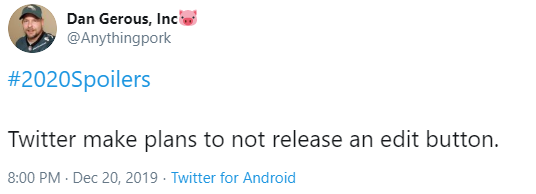 Dan Gerous, Inc🐷
@Anythingpork
#2020Spoilers
Twitter make plans to not release an edit button.
8:00 PM · Dec 20, 2019 · Twitter for Android